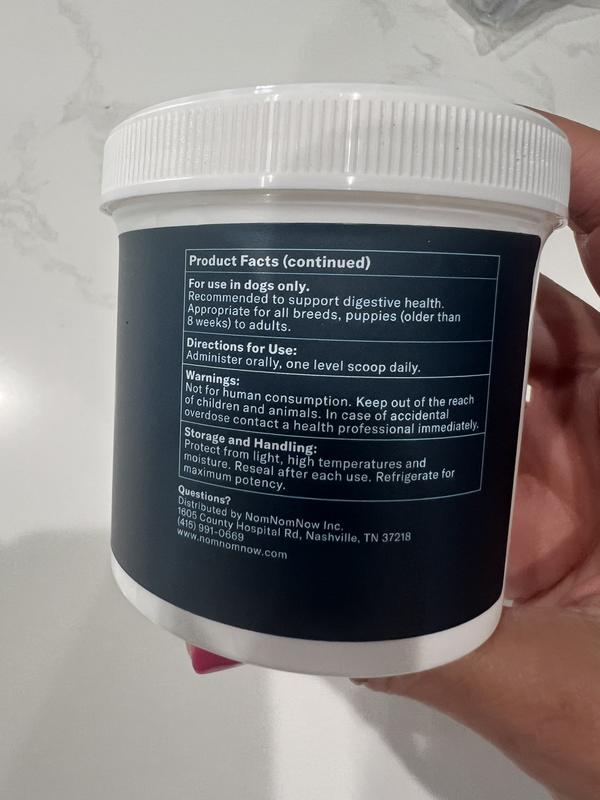 Product Facts (continued)
For use in dogs only.
Recommended to support digestive health.
Appropriate for all breeds, puppies (older than
8 weeks) to adults.
Directions for Use:
Administer orally, one level scoop daily.
Warnings:
Not for human consumption. Keep out of the reach
of children and animals. In case of accidental
overdose contact a health professional immediately.
Storage and Handling:
Protect from light, high temperatures and
moisture. Reseal after each use. Refrigerate for
maximum potency.
Questions?
Distributed by NomNomNow Inc.
1605 County Hospital Rd, Nashville, TN 37218
(415) 991-0669
www.nomnomnow.com